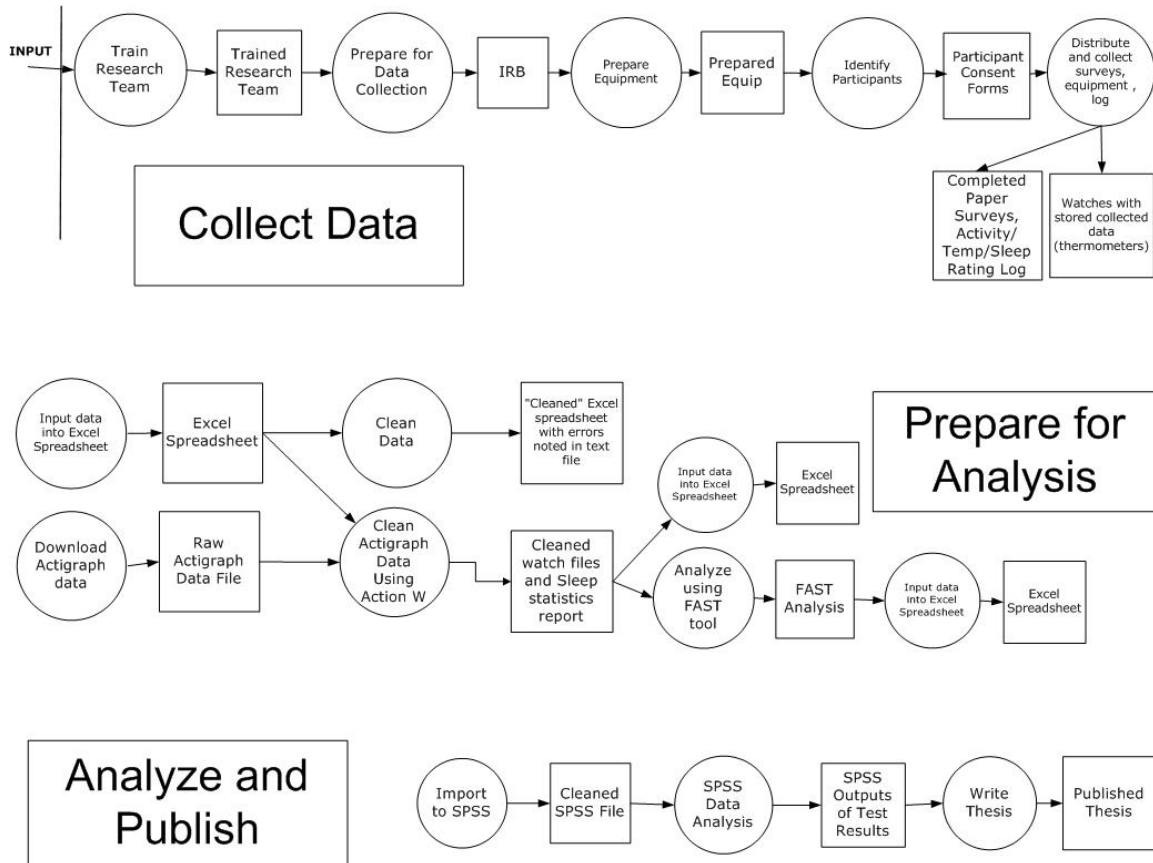 INPUT
Train
Research
Team
Trained
Research
Team
Prepare for
Data
Collection
IRB
Prepare
Equipment
Prepared
Equip
Identify
Participants
Participant
Consent
Forms
Distribute
and collect
surveys,
equipment ,
log
Collect Data
Completed
Paper
Surveys,
Activity/
Temp/Sleep
Rating Log
Watches with
stored collected
data
(thermometers)
Input data
into Excel
Spreadsheet
Excel
Spreadsheet
Clean
Data
"Cleaned" Excel
spreadsheet
with errors
noted in text
file
Input data
into Excel
Spreadsheet
Excel
Spreadsheet
Prepare for
Analysis
Download
Actigraph
data
Raw
Actigraph
Data File
Clean
Actigraph
Data
Using
Action W
Cleaned
watch files
and Sleep
statistics
report
Analyze
using
FAST
tool
FAST
Analysis
Input data
into Excel
Spreadsheet
Excel
Spreadsheet
Analyze and
Publish
Import
to SPSS
Cleaned
SPSS File
SPSS
Data
Analysis
SPSS
Outputs
of Test
Results
Write
Thesis
Published
Thesis